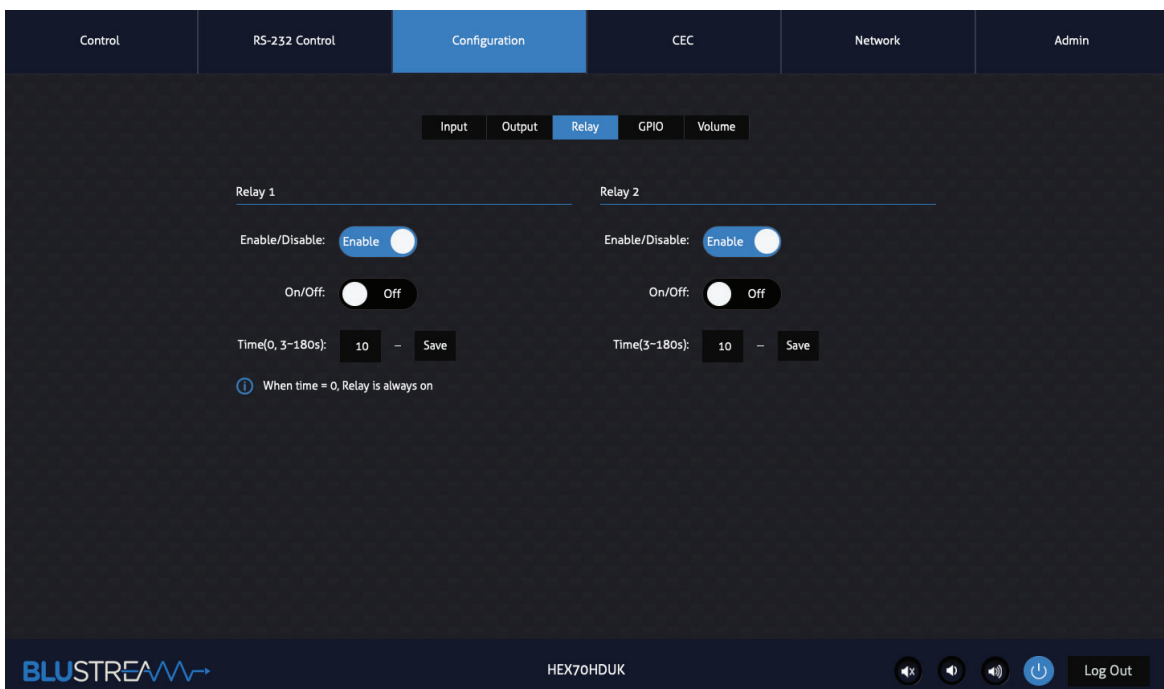 Control RS-232 Control Configuration CEC Network Admin
Input Output Relay GPIO Volume
Relay 1 Relay 2
Enable/Disable: Enable Enable/Disable: Enable
On/Off: Off On/Off: Off
Time(0, 3~180s): 10 – Save Time(3~180s): 10 – Save
When time = 0, Relay is always on
BLUSTREAM HEX70HDUK Log Out